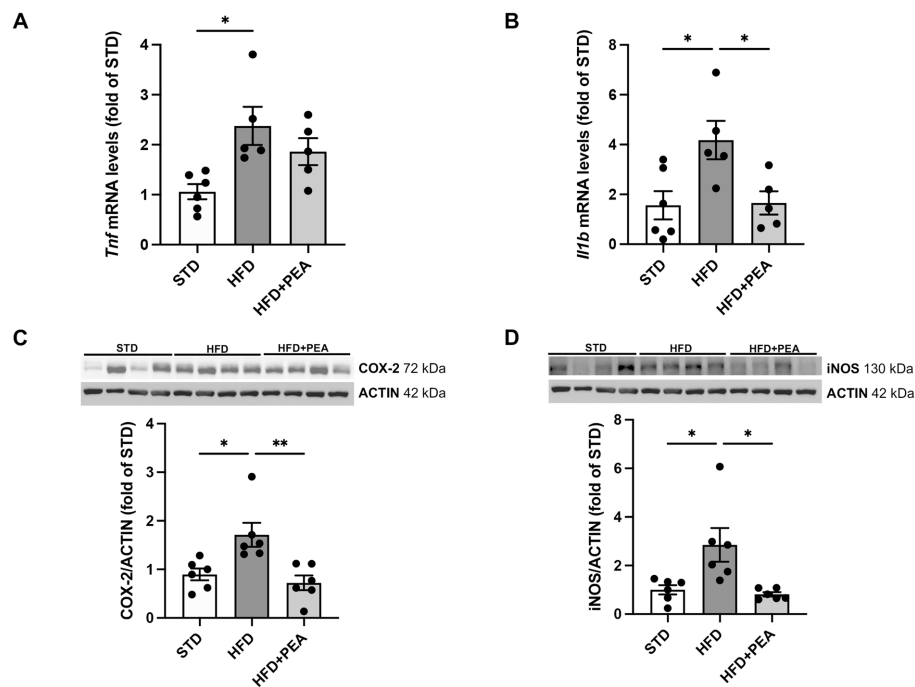 A
Tnf mRNA levels (fold of STD)
4
3
2
1
0
*
STD
HFD
HFD+PEA
B
Il1b mRNA levels (fold of STD)
8
6
4
2
0
* *
STD
HFD
HFD+PEA
C
STD HFD HFD+PEA
COX-2 72 kDa
ACTIN 42 kDa
COX-2/ACTIN (fold of STD)
4
3
2
1
0
* **
STD
HFD
HFD+PEA
D
STD HFD HFD+PEA
iNOS 130 kDa
ACTIN 42 kDa
iNOS/ACTIN (fold of STD)
8
6
4
2
0
* *
STD
HFD
HFD+PEA